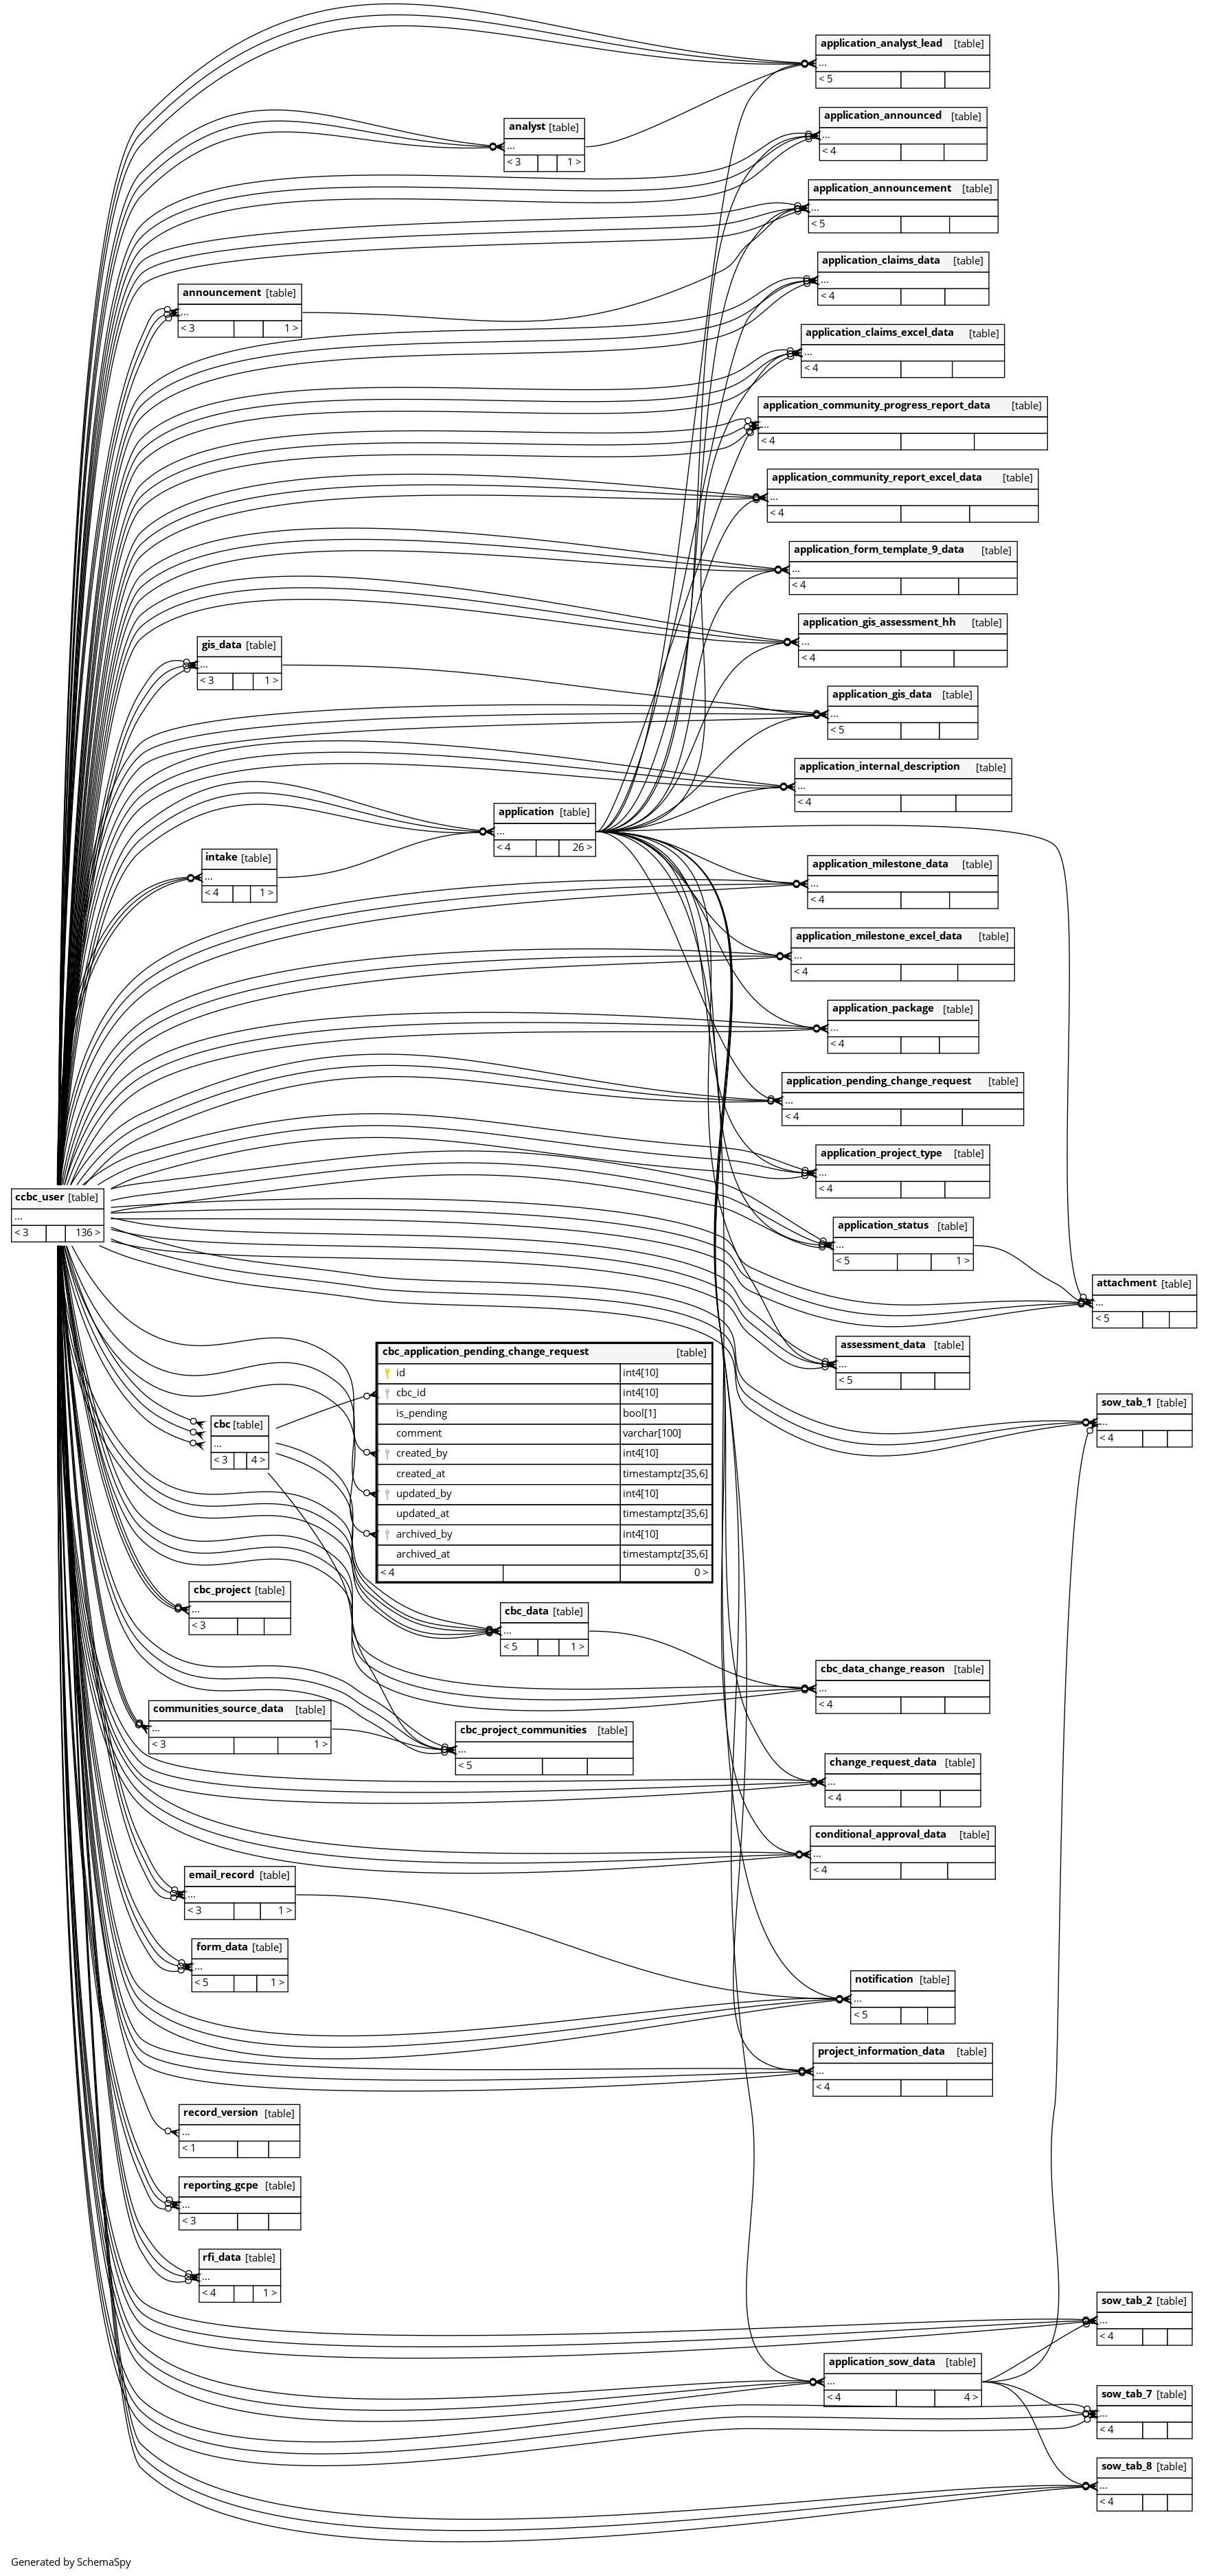 application_analyst_lead [table]
...
< 5
analyst [table]
...
< 3 1 >
application_announced [table]
...
< 4
application_announcement [table]
...
< 5
application_claims_data [table]
...
< 4
announcement [table]
...
< 3 1 >
application_claims_excel_data [table]
...
< 4
application_community_progress_report_data [table]
...
< 4
application_community_report_excel_data [table]
...
< 4
application_form_template_9_data [table]
...
< 4
application_gis_assessment_hh [table]
...
< 4
gis_data [table]
...
< 3 1 >
application_gis_data [table]
...
< 5
application_internal_description [table]
...
< 4
application [table]
...
< 4 26 >
intake [table]
...
< 4 1 >
application_milestone_data [table]
...
< 4
application_milestone_excel_data [table]
...
< 4
application_package [table]
...
< 4
application_pending_change_request [table]
...
< 4
application_project_type [table]
...
< 4
ccbc_user [table]
...
< 3 136 >
application_status [table]
...
< 5 1 >
attachment [table]
...
< 5
assessment_data [table]
...
< 5
cbc_application_pending_change_request [table]
id int4[10]
cbc_id int4[10]
is_pending bool[1]
comment varchar[100]
created_by int4[10]
created_at timestamptz[35,6]
updated_by int4[10]
updated_at timestamptz[35,6]
archived_by int4[10]
archived_at timestamptz[35,6]
< 4 0 >
sow_tab_1 [table]
...
< 4
cbc [table]
...
< 3 4 >
cbc_project [table]
...
< 3
cbc_data [table]
...
< 5 1 >
cbc_data_change_reason [table]
...
< 4
communities_source_data [table]
...
< 3 1 >
cbc_project_communities [table]
...
< 5
change_request_data [table]
...
< 4
conditional_approval_data [table]
...
< 4
email_record [table]
...
< 3 1 >
form_data [table]
...
< 5 1 >
notification [table]
...
< 5
project_information_data [table]
...
< 4
record_version [table]
...
< 1
reporting_gcpe [table]
...
< 3
rfi_data [table]
...
< 4 1 >
sow_tab_2 [table]
...
< 4
application_sow_data [table]
...
< 4 4 >
sow_tab_7 [table]
...
< 4
sow_tab_8 [table]
...
< 4
Generated by SchemaSpy